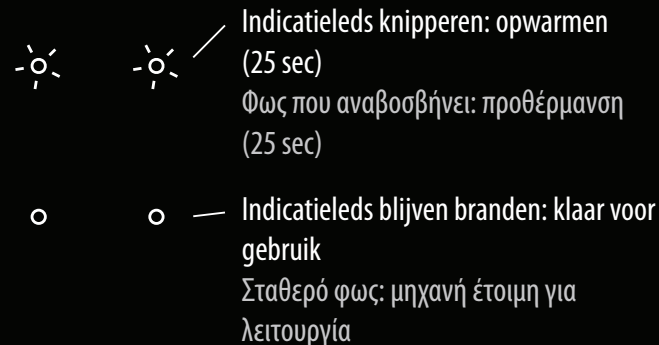 Indicatieleds knipperen: opwarmen
(25 sec)
Φως που αναβοσβήνει: προθέρμανση
(25 sec)
Indicatieleds blijven branden: klaar voor
gebruik
Σταθερό φως: μηχανή έτοιμη για
λειτουργία